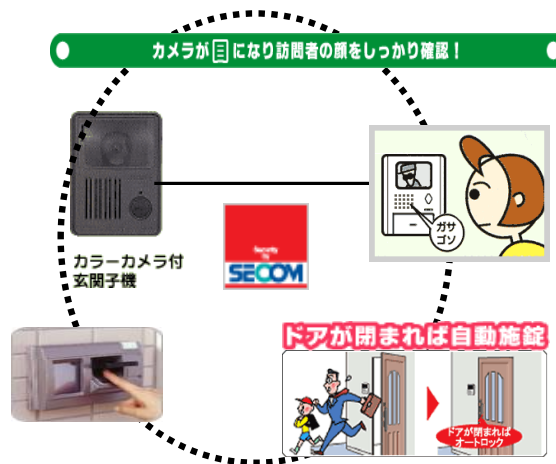 カメラが目になり訪問者の顔をしっかり確認！
ガサ
ゴソ
カラーカメラ付
玄関子機
Security
by
SECOM
ドアが閉まれば自動施錠
ドアが閉まれば
オートロック